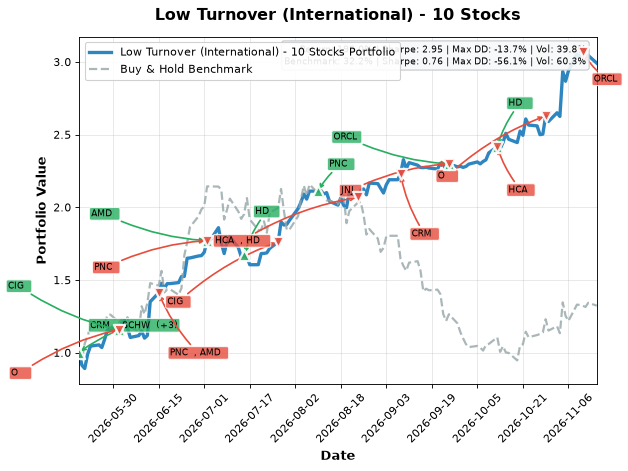 Low Turnover (International) - 10 Stocks
Low Turnover (International) - 10 Stocks Portfolio
Buy & Hold Benchmark
Sharpe: 2.95 | Max DD: -13.7% | Vol: 39.8%
Benchmark: 32.2% | Sharpe: 0.76 | Max DD: -56.1% | Vol: 60.3%
ORCL
HD
ORCL
PNC
O
JNJ
HCA
AMD
HD
HCA , HD
CRM
PNC
CIG
CIG
CRM
SCHW (+3)
PNC , AMD
O
3.0
2.5
2.0
1.5
1.0
Portfolio Value
2026-05-30
2026-06-15
2026-07-01
2026-07-17
2026-08-02
2026-08-18
2026-09-03
2026-09-19
2026-10-05
2026-10-21
2026-11-06
Date